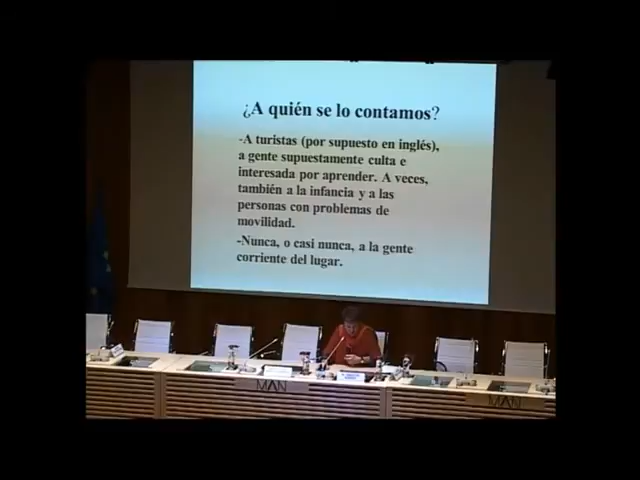 ¿A quién se lo contamos?
-A turistas (por supuesto en inglés),
a gente supuestamente culta e
interesada por aprender. A veces,
también a la infancia y a las
personas con problemas de
movilidad.
-Nunca, o casi nunca, a la gente
corriente del lugar.
MAN
MAN